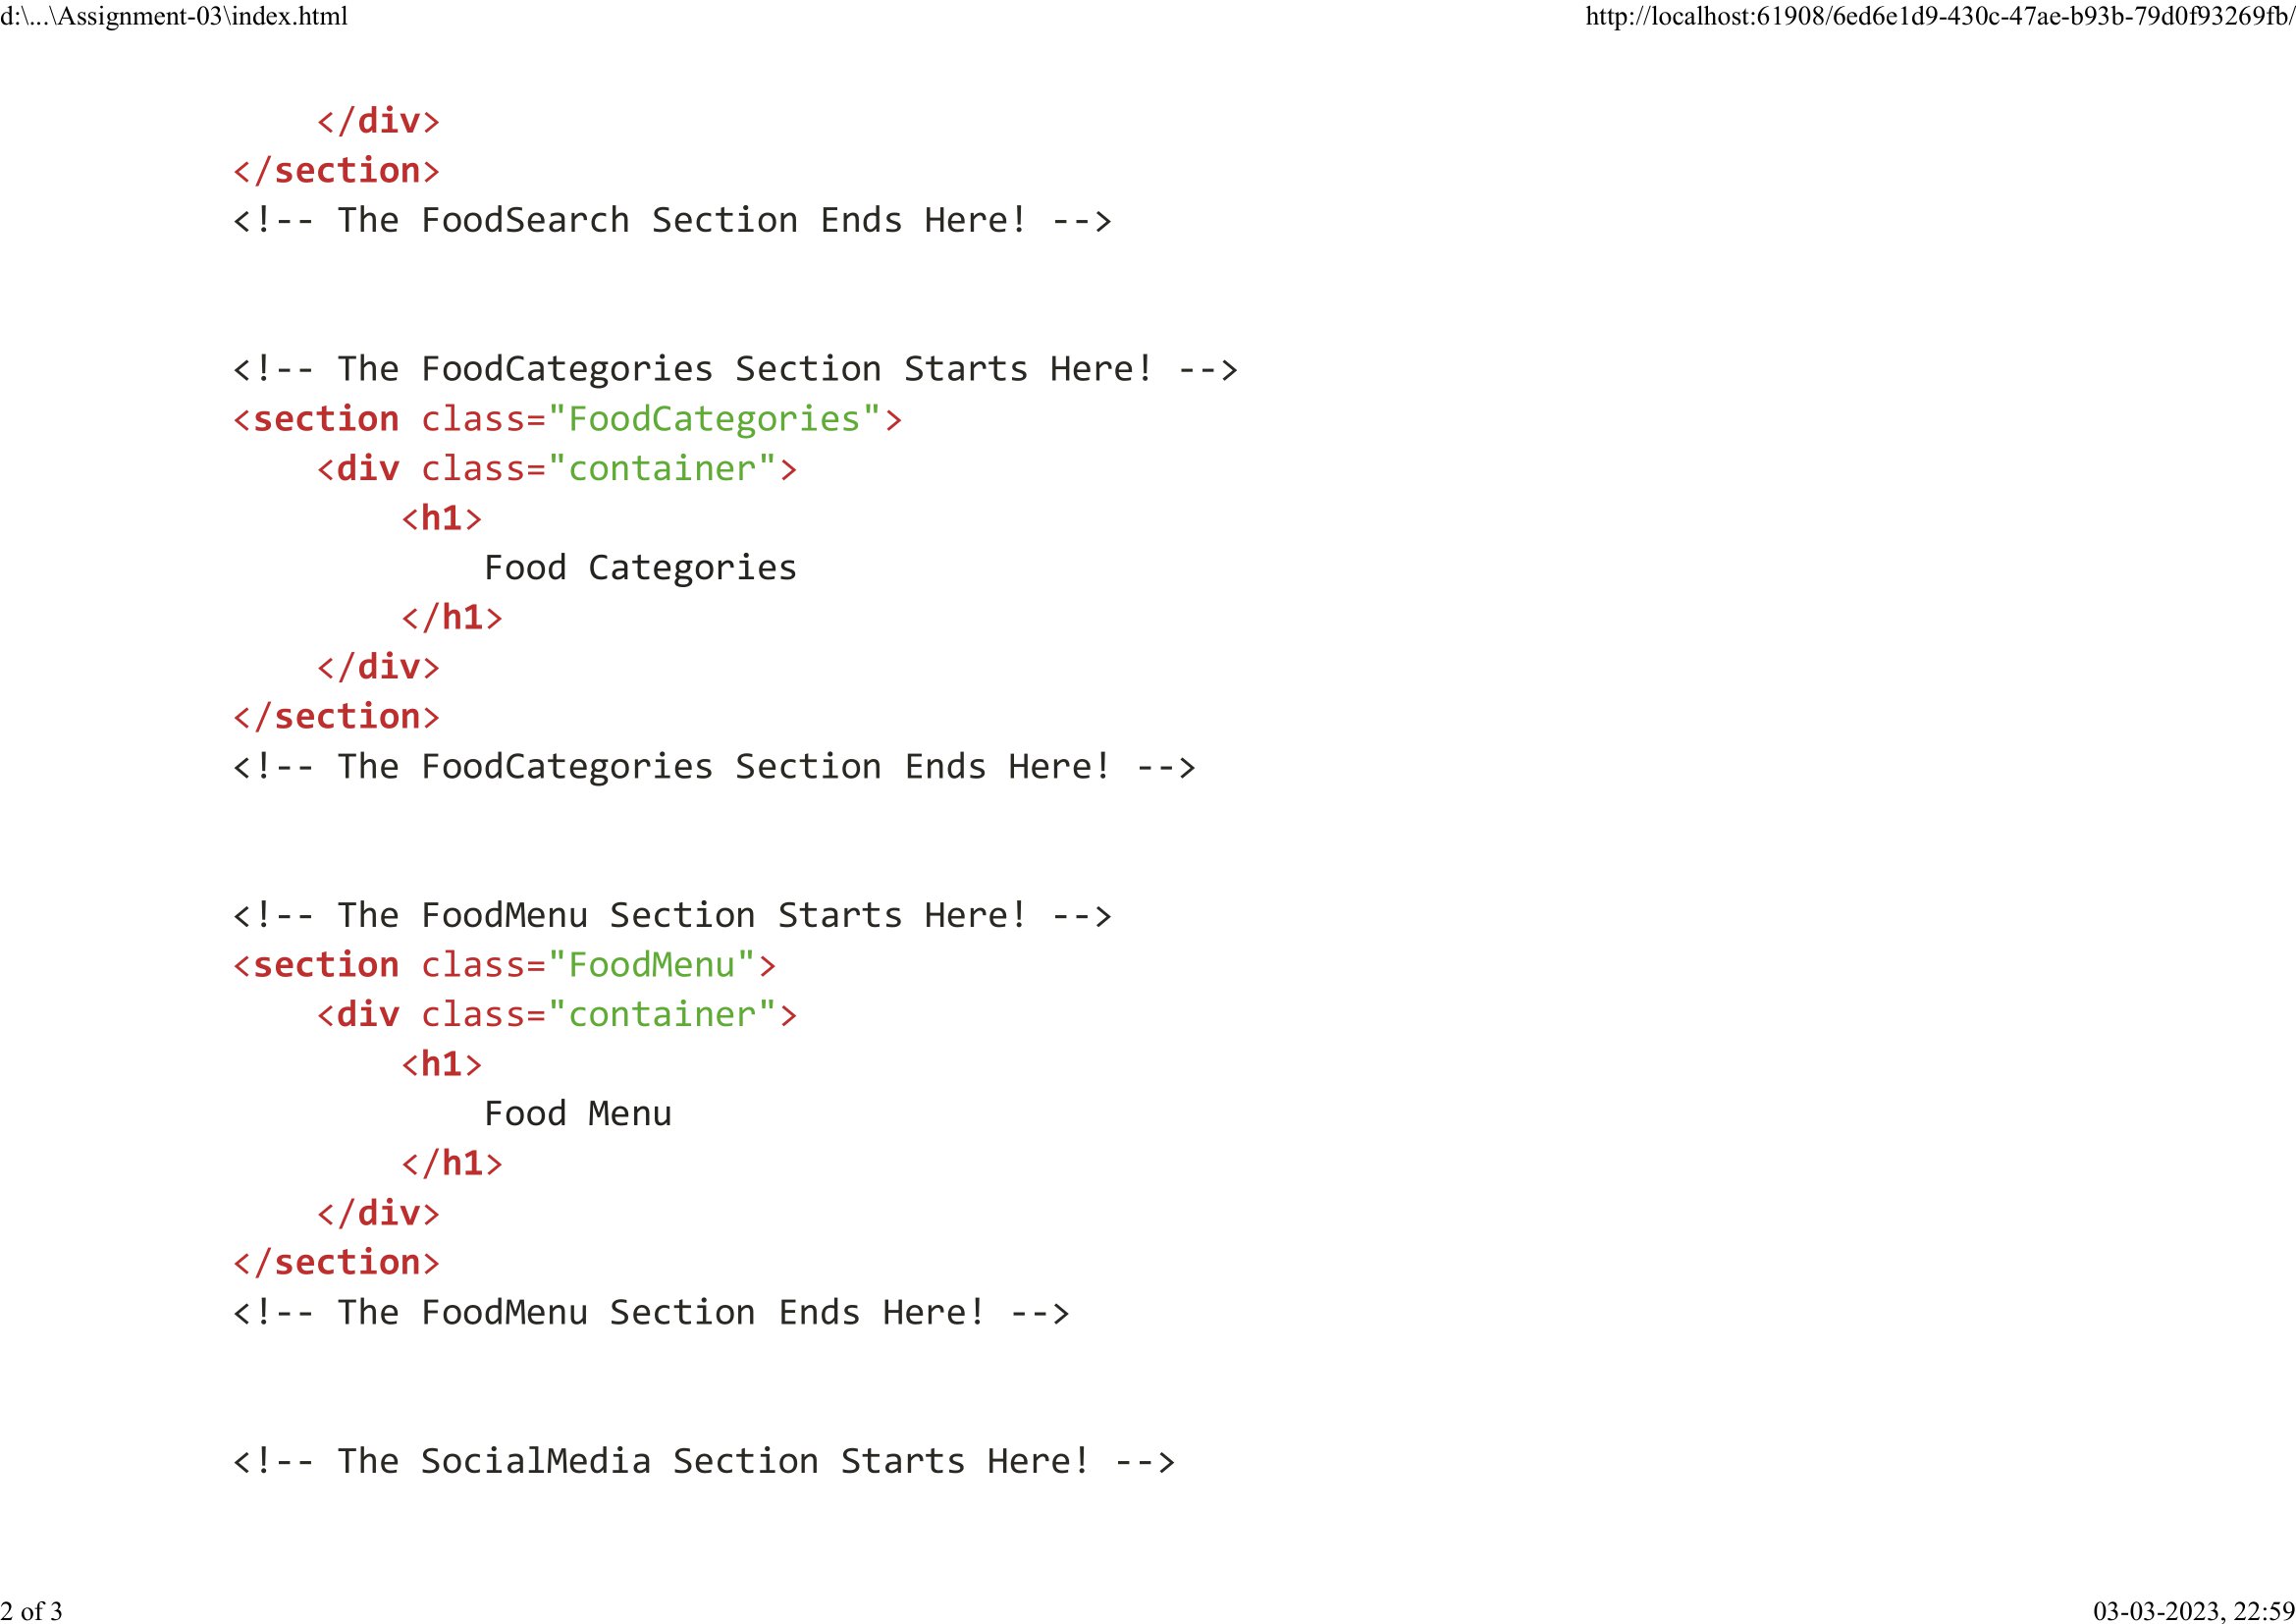 d:\...\Assignment-03\index.html
http://localhost:61908/6ed6e1d9-430c-47ae-b93b-79d0f93269fb/
</div>
</section>
<!-- The FoodSearch Section Ends Here! -->
<!-- The FoodCategories Section Starts Here! -->
<section class="FoodCategories">
<div class="container">
<h1>
Food Categories
</h1>
</div>
</section>
<!-- The FoodCategories Section Ends Here! -->
<!-- The FoodMenu Section Starts Here! -->
<section class="FoodMenu">
<div class="container">
<h1>
Food Menu
</h1>
</div>
</section>
<!-- The FoodMenu Section Ends Here! -->
<!-- The SocialMedia Section Starts Here! -->
2 of 3
03-03-2023, 22:59